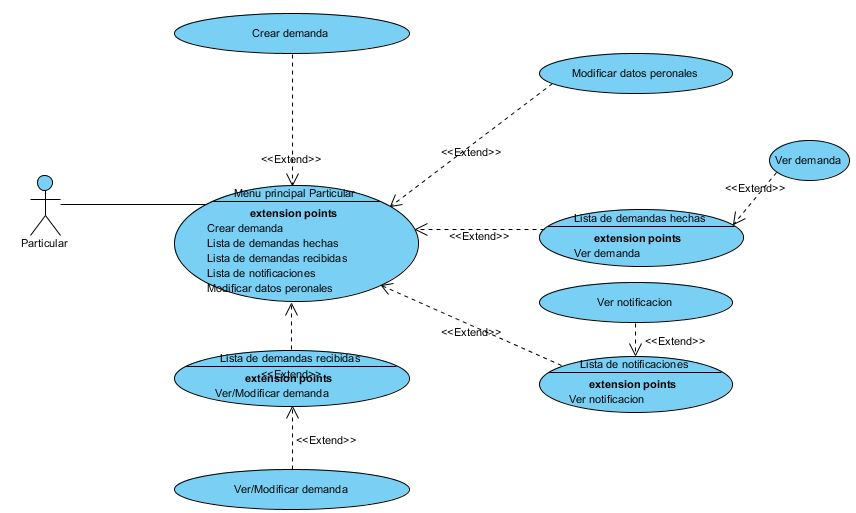 Crear demanda
Modificar datos peronales
<<Extend>>
<<Extend>>
Ver demanda
<<Extend>>
Particular
Menu principal Particular
extension points
Crear demanda
Lista de demandas hechas
Lista de demandas recibidas
Lista de notificaciones
Modificar datos peronales
<<Extend>>
Lista de demandas hechas
extension points
Ver demanda
Ver notificacion
<<Extend>>
<<Extend>>
Lista de notificaciones
extension points
Ver notificacion
Lista de demandas recibidas
<<Extend>>
extension points
Ver/Modificar demanda
<<Extend>>
Ver/Modificar demanda